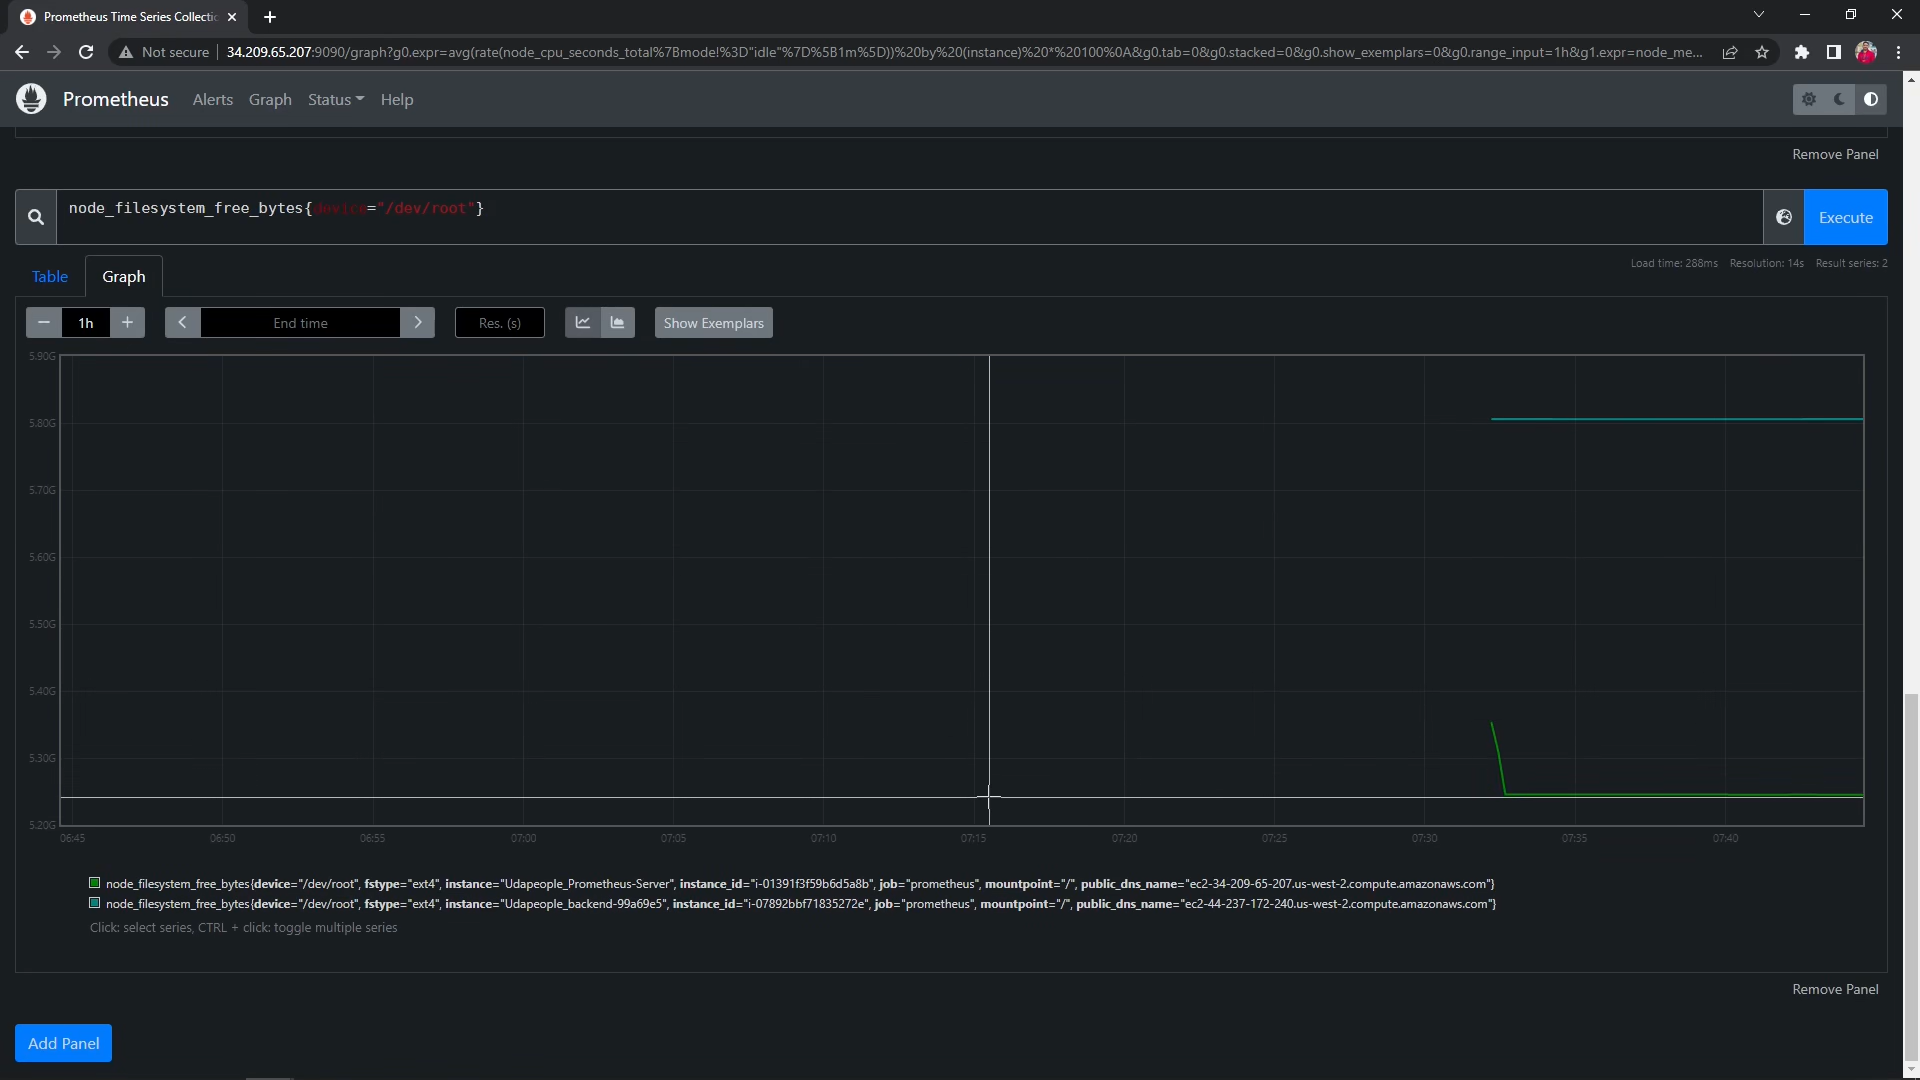 Prometheus Time Series Collectic
Not secure 34.209.65.207:9090/graph?g0.expr=avg(rate(node_cpu_seconds_total%7Bmode!%3D"idle"%7D%5B1m%5D))%20by%20(instance)%20*%20100%0A&g0.tab=0&g0.stacked=0&g0.show_exemplars=0&g0.range_input=1h&g1.expr=node_me...
Prometheus Alerts Graph Status Help
Remove Panel
node_filesystem_free_bytes{device="/dev/root"}
Execute
Load time: 288ms Resolution: 14s Result series: 2
Table Graph
1h End time Res. (s) Show Exemplars
5.90G
5.80G
5.70G
5.60G
5.50G
5.40G
5.30G
5.20G
06:45 06:50 06:55 07:00 07:05 07:10 07:15 07:20 07:25 07:30 07:35 07:40
node_filesystem_free_bytes{device="/dev/root", fstype="ext4", instance="Udapeople_Prometheus-Server", instance_id="i-01391f3f59b6d5a8b", job="prometheus", mountpoint="/", public_dns_name="ec2-34-209-65-207.us-west-2.compute.amazonaws.com"}
node_filesystem_free_bytes{device="/dev/root", fstype="ext4", instance="Udapeople_backend-99a69e5", instance_id="i-07892bbf71835272e", job="prometheus", mountpoint="/", public_dns_name="ec2-44-237-172-240.us-west-2.compute.amazonaws.com"}
Click: select series, CTRL + click: toggle multiple series
Remove Panel
Add Panel